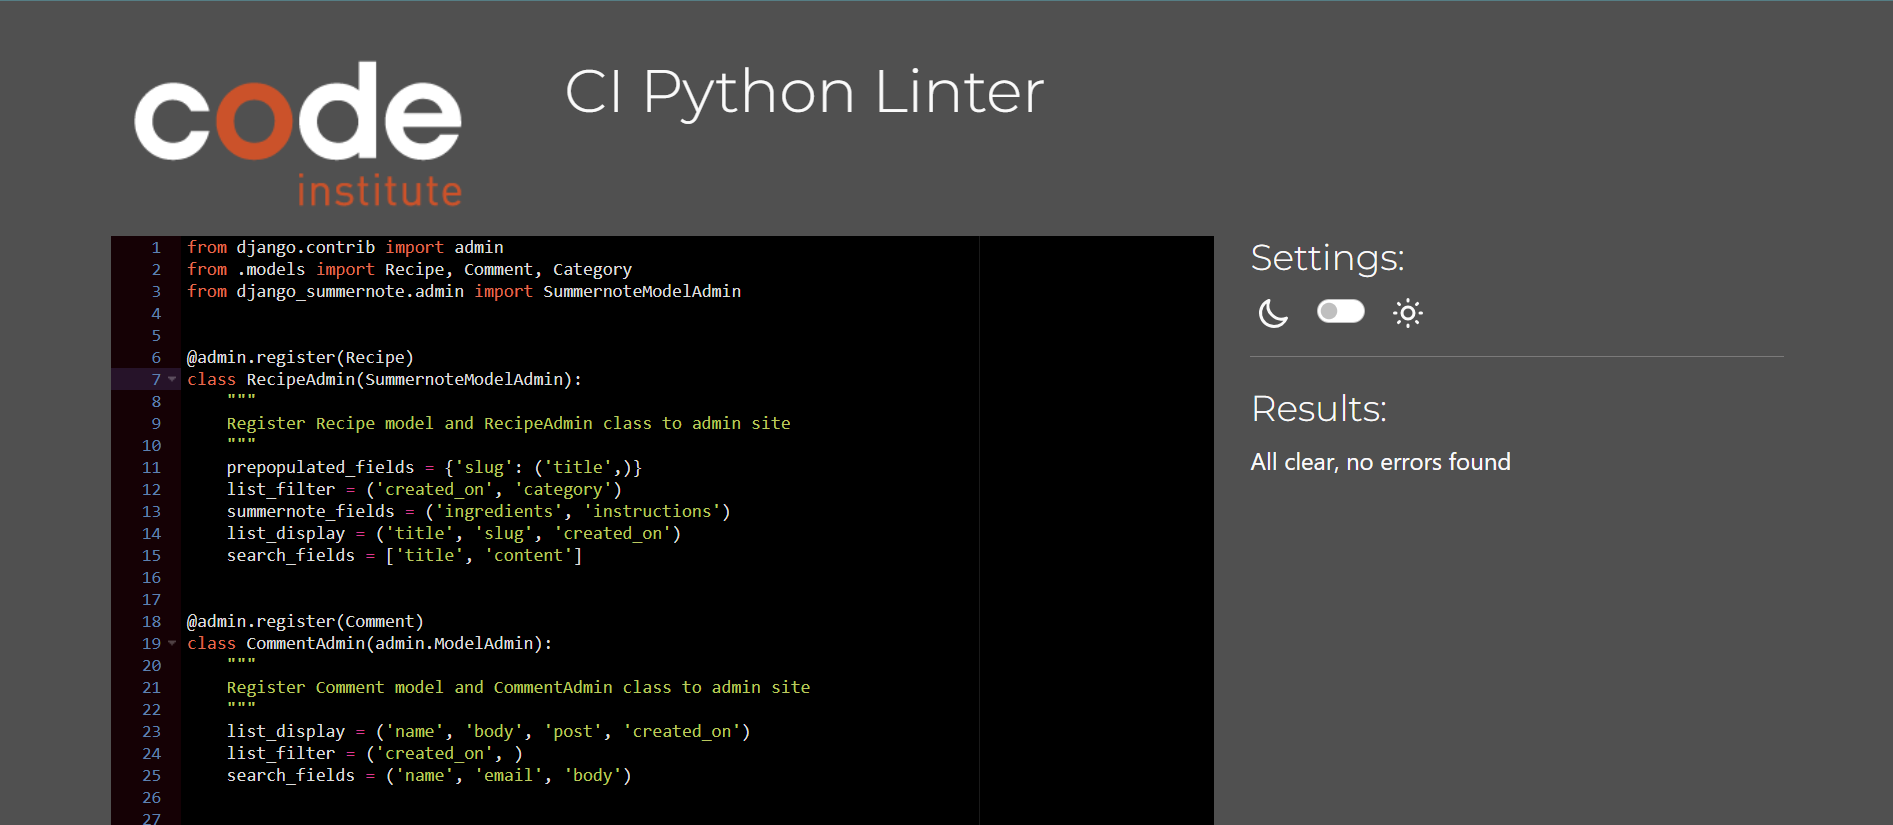 code
institute
CI Python Linter
1 from django.contrib import admin
2 from .models import Recipe, Comment, Category
3 from django_summernote.admin import SummernoteModelAdmin
4
5
6 @admin.register(Recipe)
7 class RecipeAdmin(SummernoteModelAdmin):
8     """
9     Register Recipe model and RecipeAdmin class to admin site
10     """
11     prepopulated_fields = {'slug': ('title',)}
12     list_filter = ('created_on', 'category')
13     summernote_fields = ('ingredients', 'instructions')
14     list_display = ('title', 'slug', 'created_on')
15     search_fields = ['title', 'content']
16
17
18 @admin.register(Comment)
19 class CommentAdmin(admin.ModelAdmin):
20     """
21     Register Comment model and CommentAdmin class to admin site
22     """
23     list_display = ('name', 'body', 'post', 'created_on')
24     list_filter = ('created_on', )
25     search_fields = ('name', 'email', 'body')
26
27
Settings:
Results:
All clear, no errors found